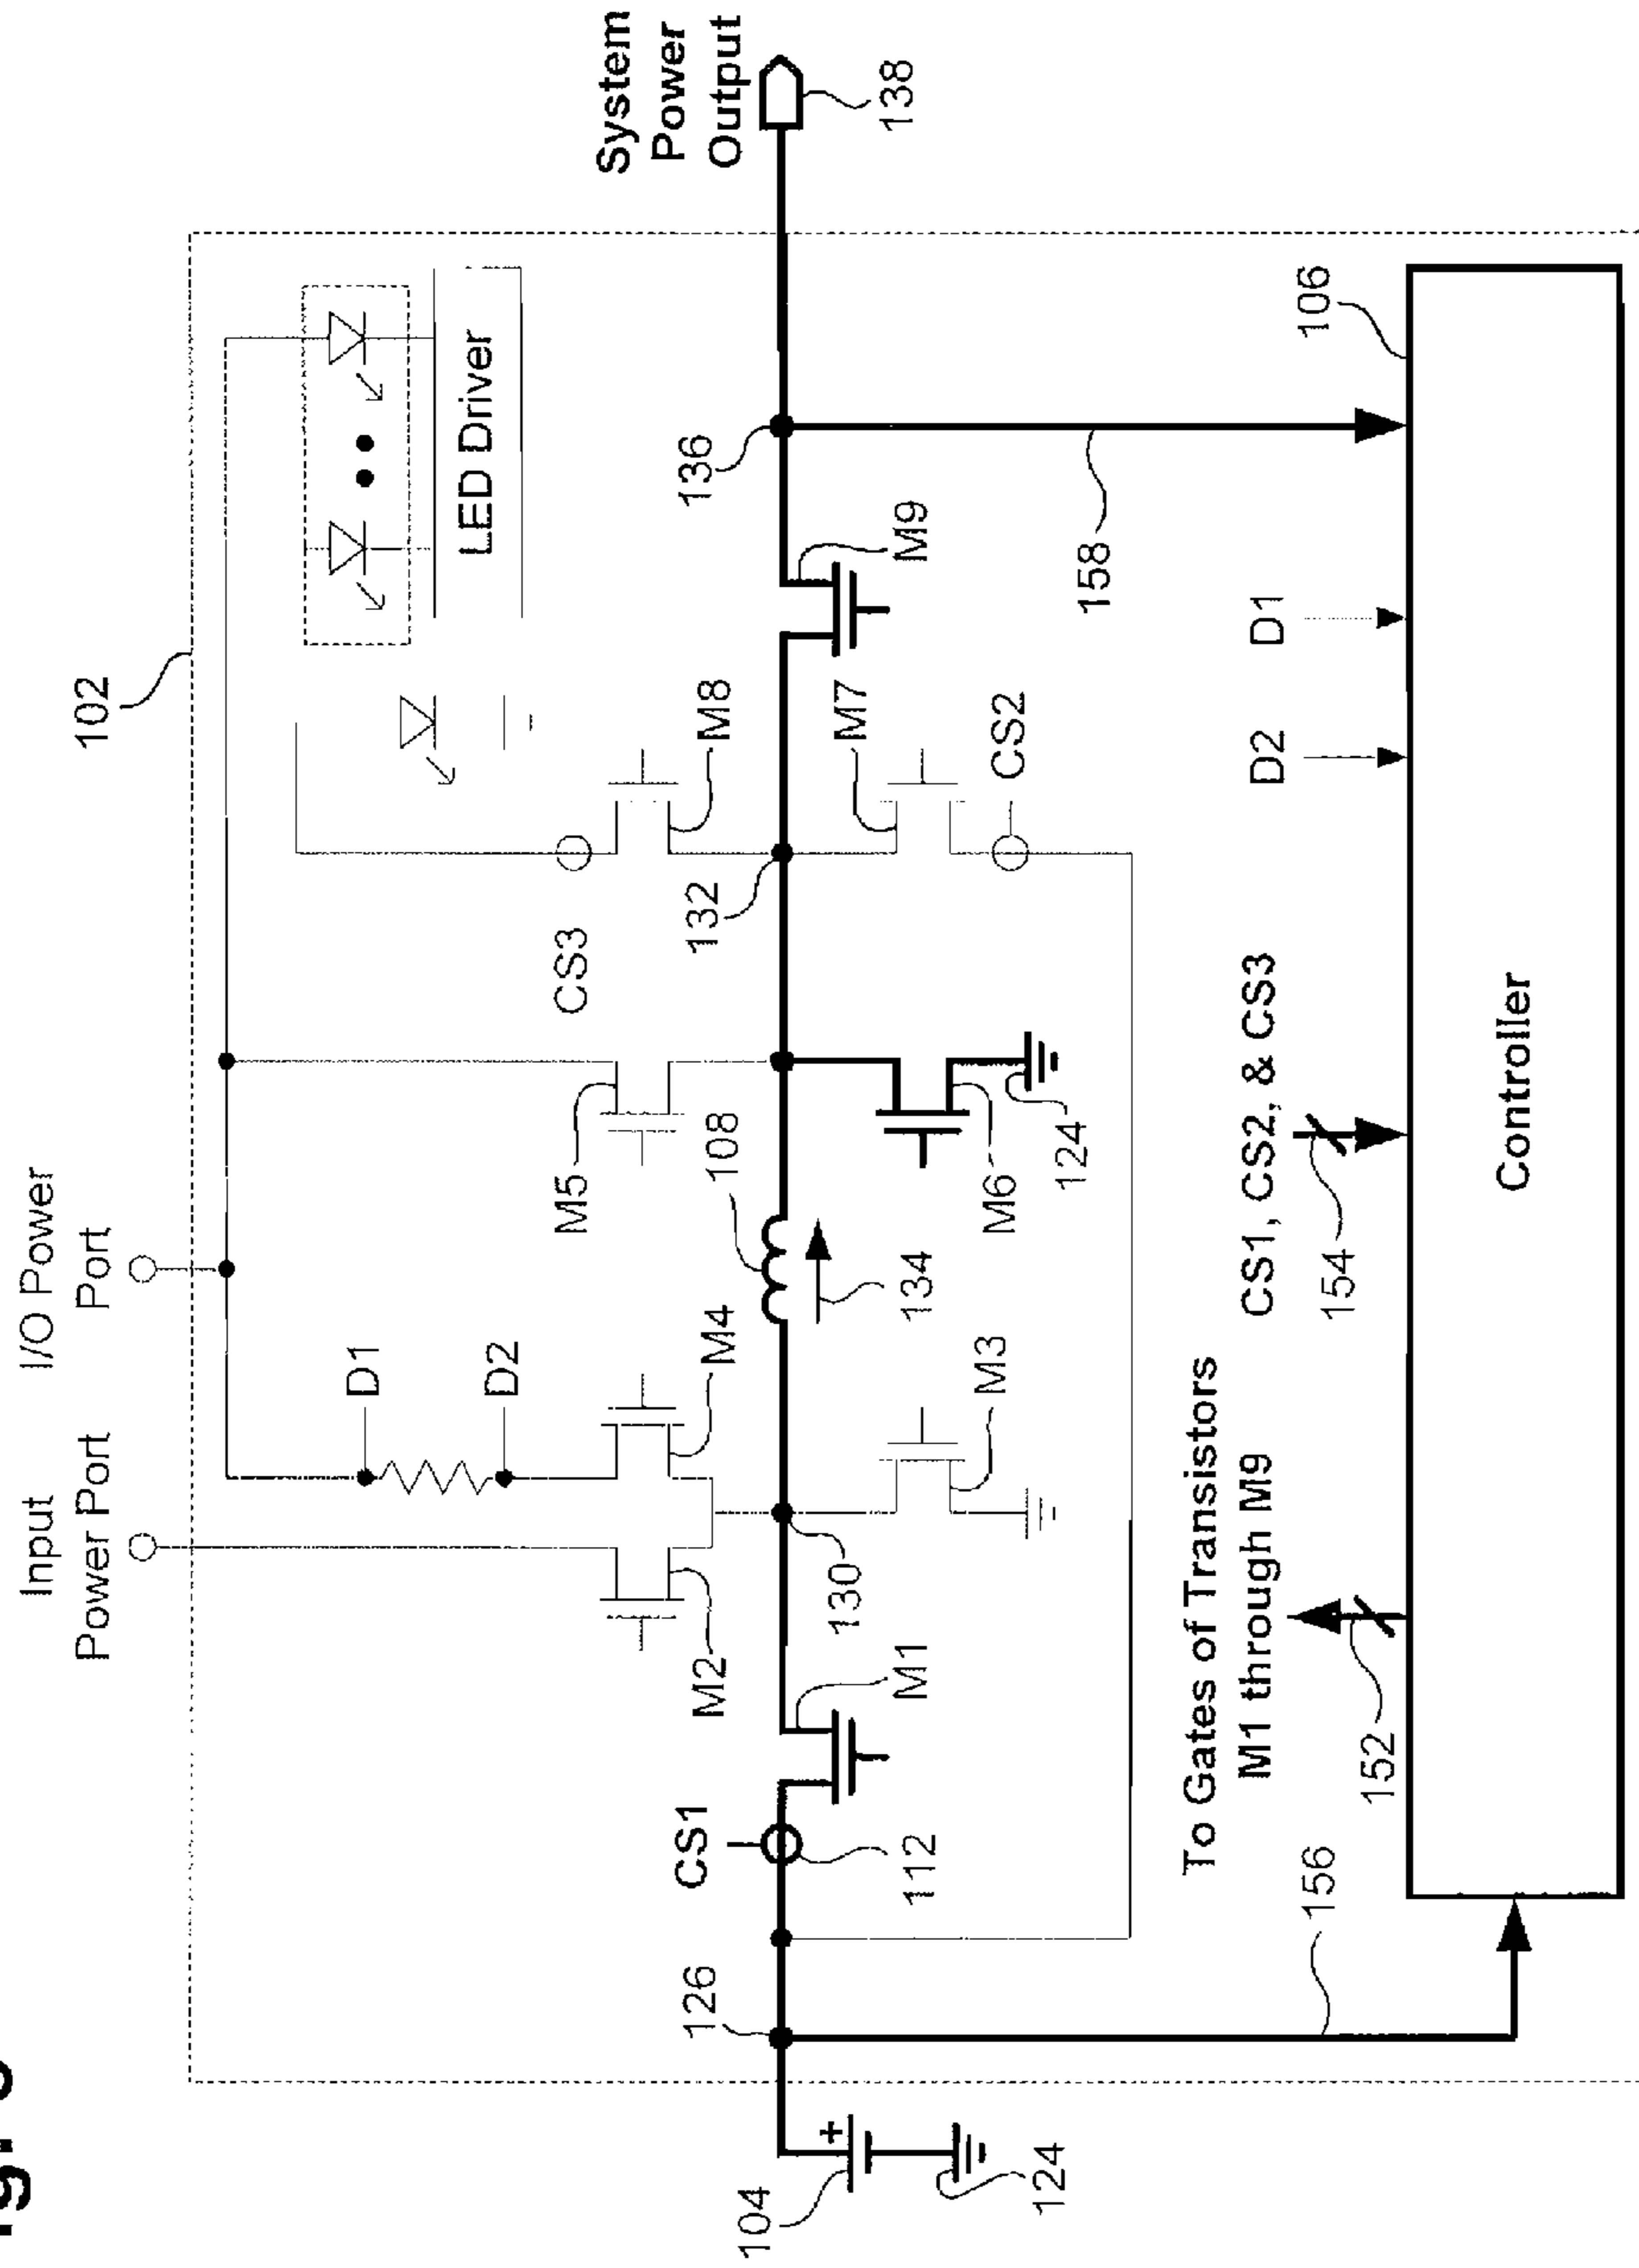 Input
Power Port
I/O Power
Port
102
D1
D2
LED Driver
CS3
M5
System
Power
Output
M2
M4
108
M8
CS1
126
132
136
104
130
M7
112
M1
134
M9
138
M3
M6
CS2
124
124
158
To Gates of Transistors
M1 through M9
CS1, CS2, & CS3
D2
D1
156
152
154
106
Controller